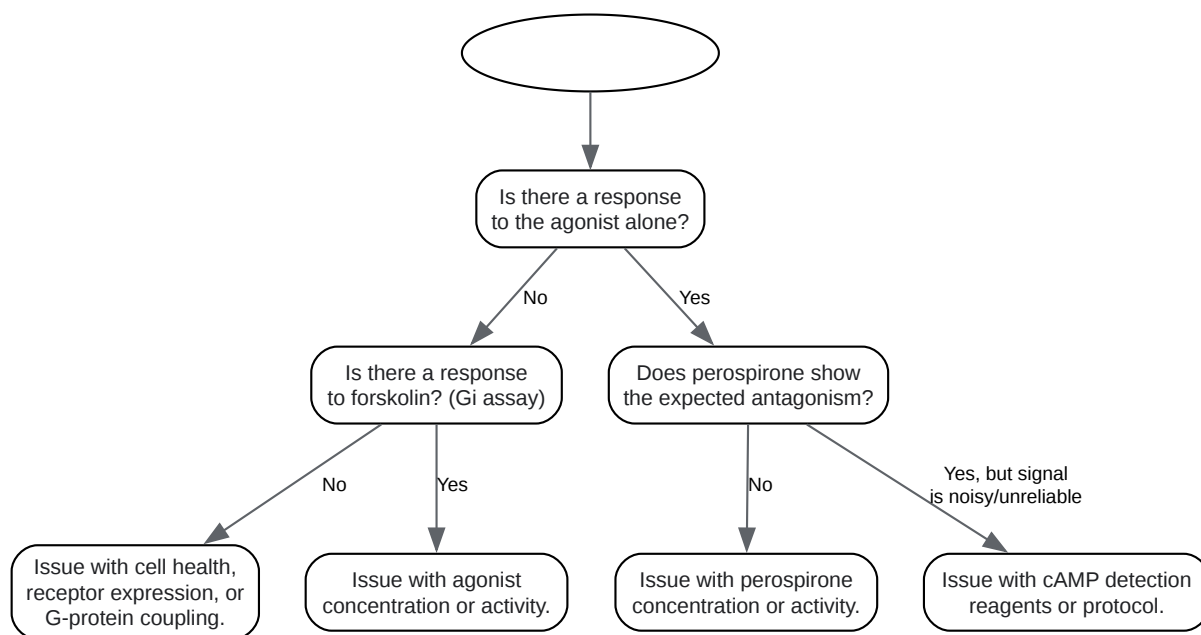 Is there a response
to the agonist alone?
No
Yes
Is there a response
to forskolin? (Gi assay)
Does perospirone show
the expected antagonism?
No
Yes
No
Yes, but signal
is noisy/unreliable
Issue with cell health,
receptor expression, or
G-protein coupling.
Issue with agonist
concentration or activity.
Issue with perospirone
concentration or activity.
Issue with cAMP detection
reagents or protocol.